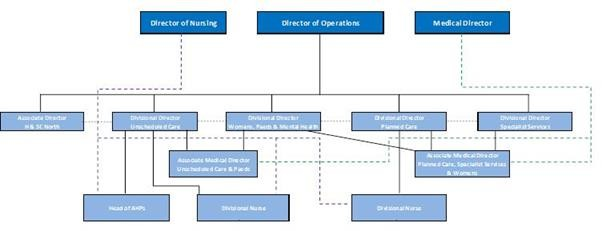 Director of Nursing
Director of Operations
Medical Director
Associate Director
H& SC North
Divisional Director
Unscheduled Care
Divisional Director
Womens, Paeds & Mental Health
Divisional Director
Planned Care
Divisional Director
Specialist Services
Associate Medical Director
Unscheduled Care & Paeds
Associate Medical Director
Planned Care, Specialist Services
& Womens
Head of AHPs
Divisional Nurse
Divisional Nurse